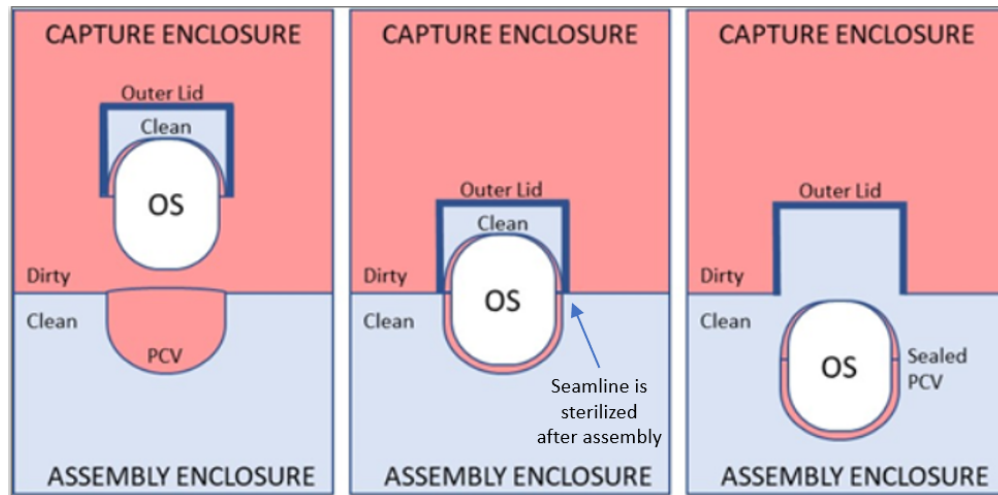 CAPTURE ENCLOSURE
Outer Lid
Clean
OS
Dirty
Clean
PCV
ASSEMBLY ENCLOSURE
CAPTURE ENCLOSURE
Outer Lid
Clean
Dirty
OS
Clean
Seamline is
sterilized
after assembly
ASSEMBLY ENCLOSURE
CAPTURE ENCLOSURE
Outer Lid
Dirty
Clean
OS
Sealed
PCV
ASSEMBLY ENCLOSURE